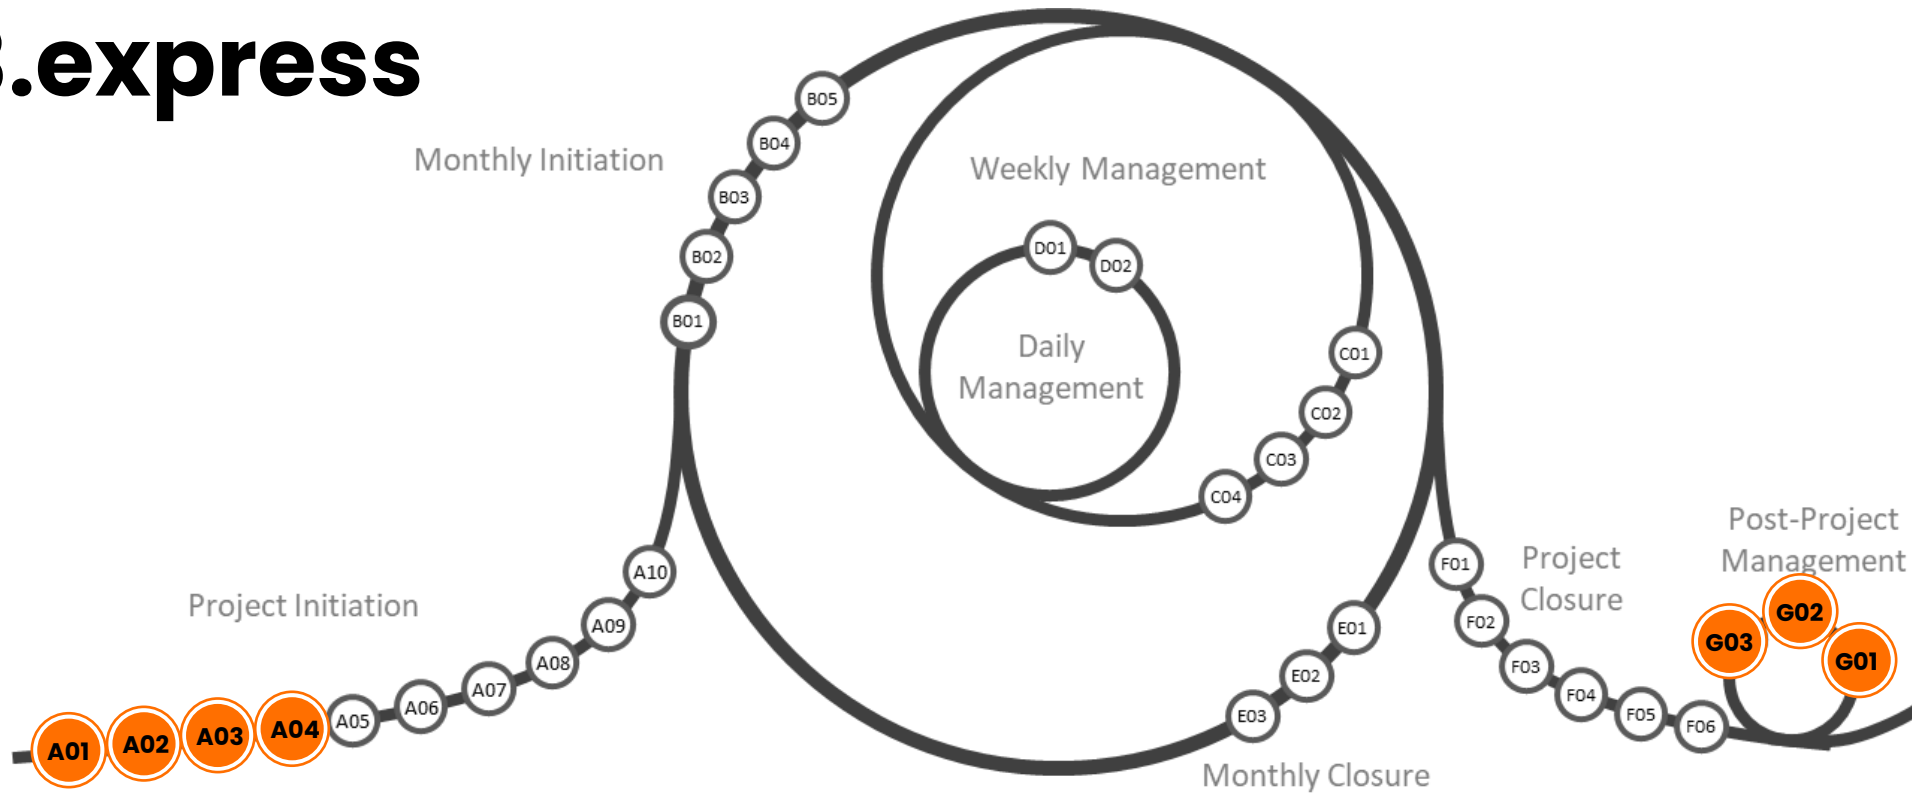 .express
Monthly Initiation
B05
B04
B03
B02
B01
Weekly Management
D01
D02
Daily
Management
C01
C02
C03
C04
Project Initiation
A01
A02
A03
A04
A05
A06
A07
A08
A09
A10
E01
E02
E03
Monthly Closure
F01
F02
F03
F04
F05
F06
Project
Closure
Post-Project
Management
G03
G02
G01